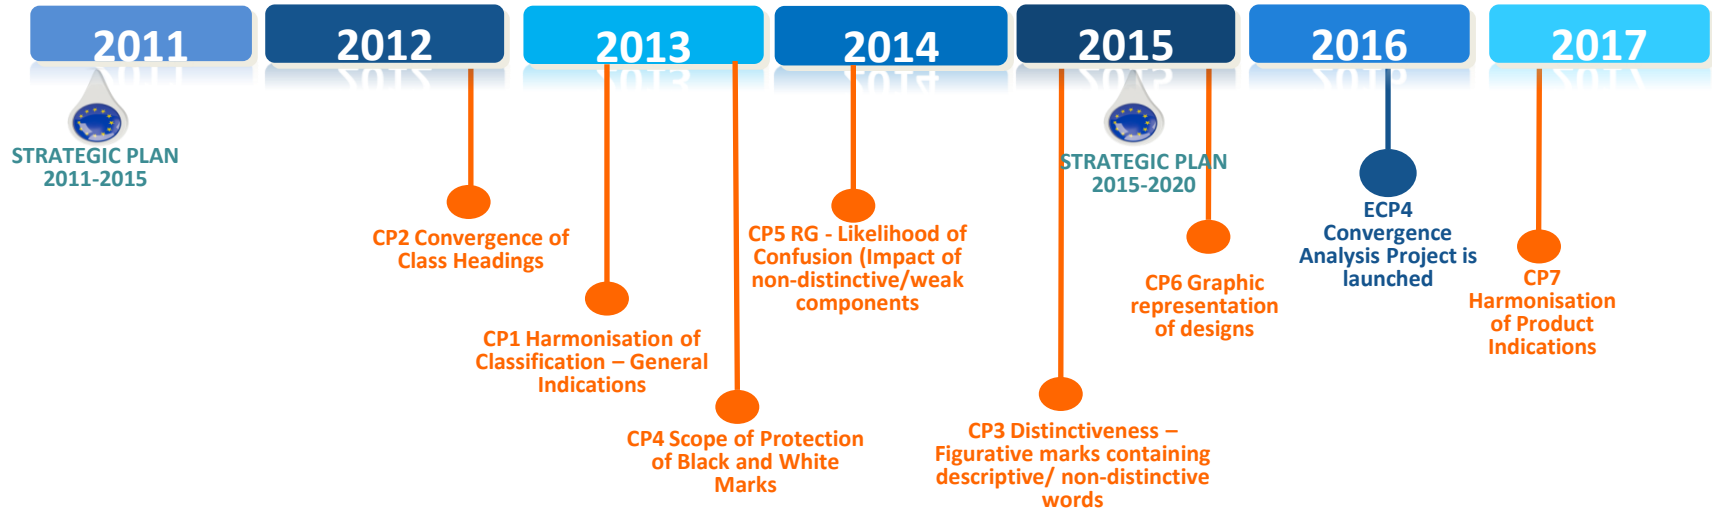 2011
2012
2013
2014
2015
2016
2017
STRATEGIC PLAN
2011-2015
CP2 Convergence of
Class Headings
CP1 Harmonisation of
Classification – General
Indications
CP4 Scope of Protection
of Black and White
Marks
CP5 RG - Likelihood of
Confusion (Impact of
non-distinctive/weak
components
CP3 Distinctiveness –
Figurative marks containing
descriptive/ non-distinctive
words
STRATEGIC PLAN
2015-2020
CP6 Graphic
representation
of designs
ECP4
Convergence
Analysis Project is
launched
CP7
Harmonisation
of Product
Indications